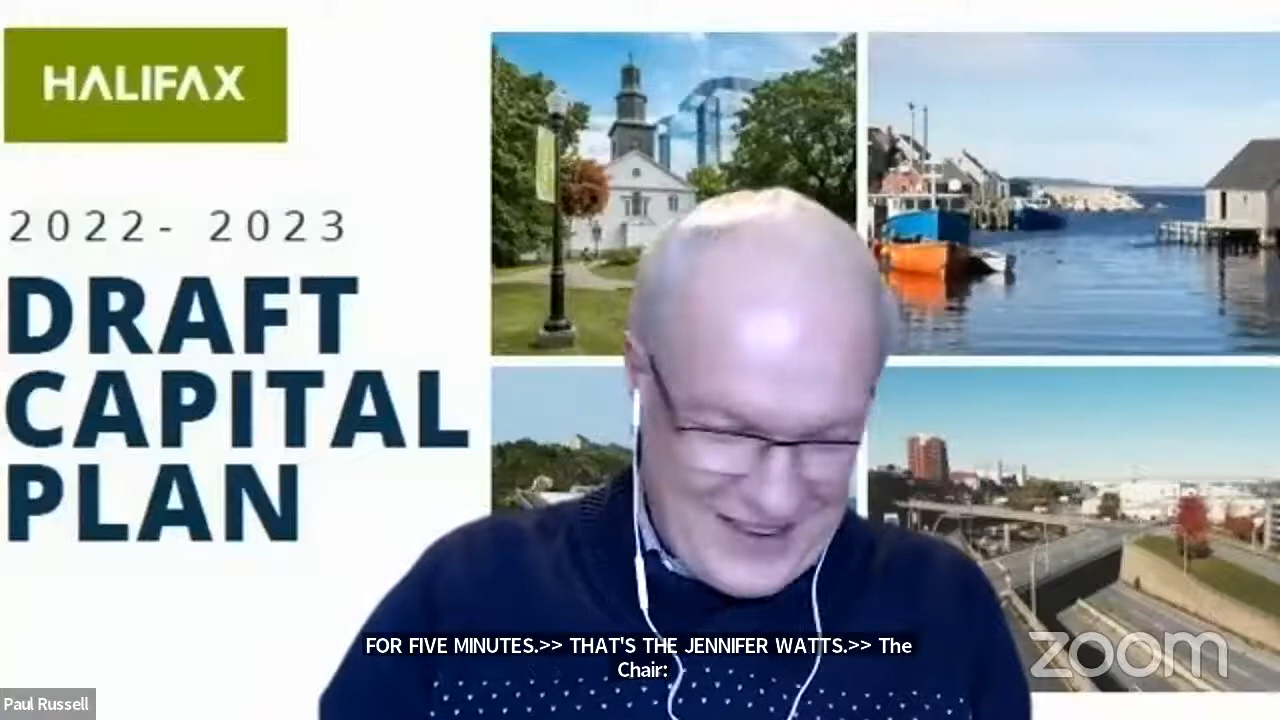 HALIFAX
2022- 2023
DRAFT
CAPITAL
PLAN
FOR FIVE MINUTES.>> THAT'S THE JENNIFER WATTS.>> The
Chair:
zoom
Paul Russell